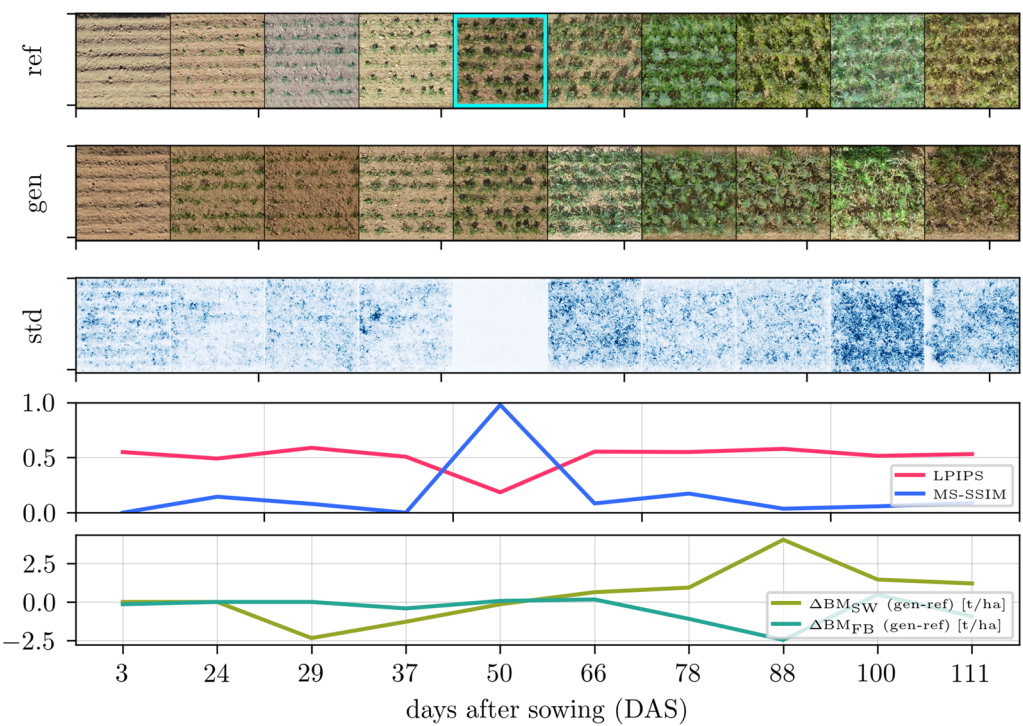 ref
gen
std
1.0
0.5
0.0
LPIPS
MS-SSIM
2.5
0.0
−2.5
ΔBM_SW (gen-ref) [t/ha]
ΔBM_FB (gen-ref) [t/ha]
3 24 29 37 50 66 78 88 100 111
days after sowing (DAS)